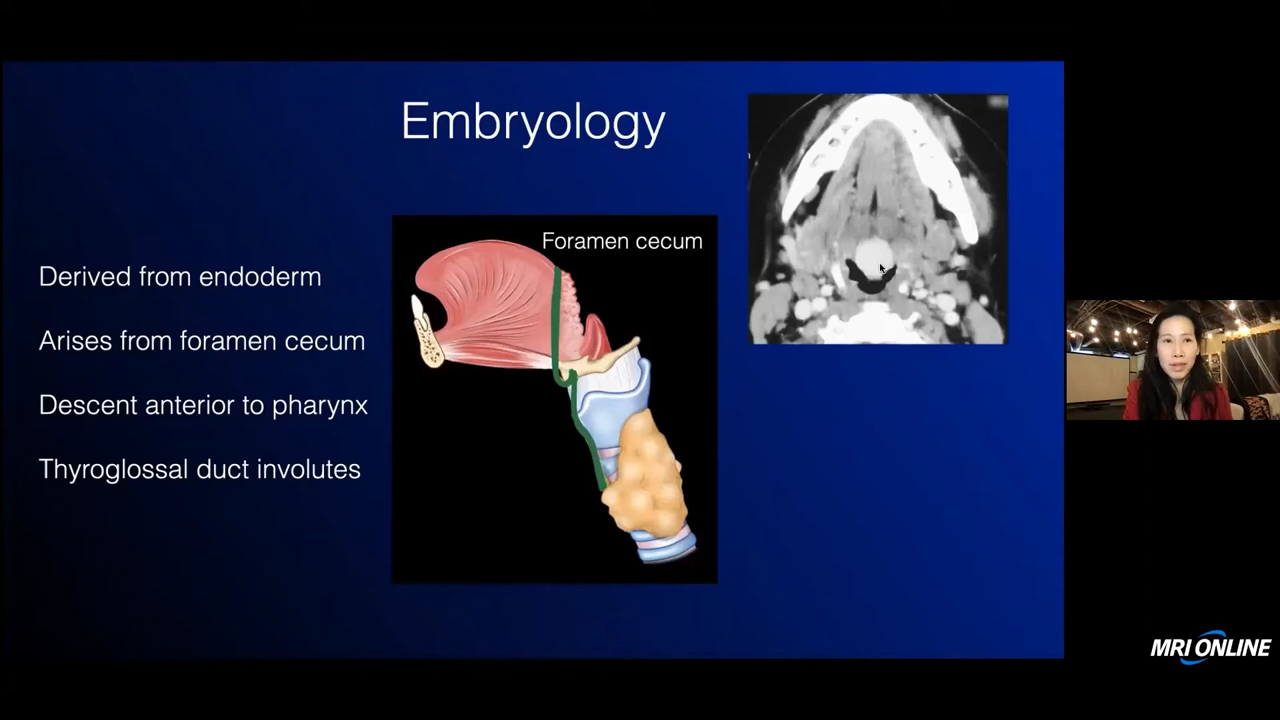 Embryology
Foramen cecum
Derived from endoderm
Arises from foramen cecum
Descent anterior to pharynx
Thyroglossal duct involutes
MRI ONLINE